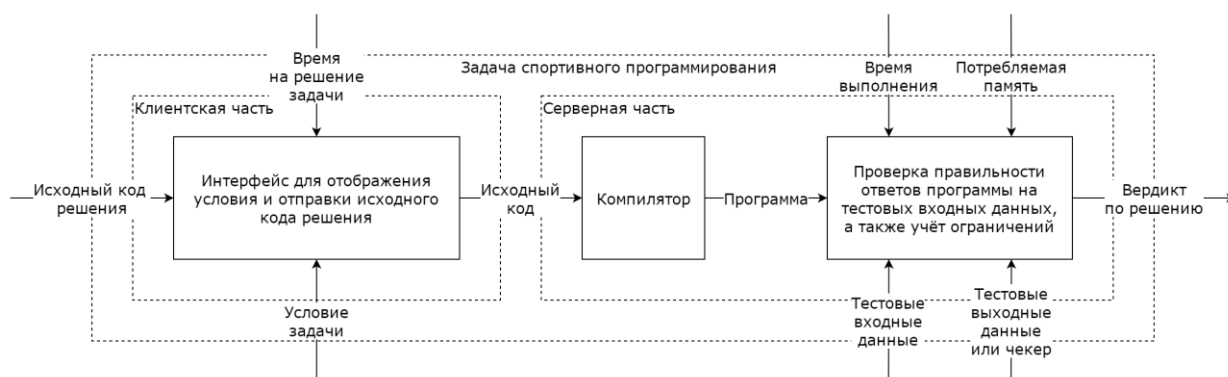 Время
на решение
задачи
Задача спортивного программирования
Время
выполнения
Потребляемая
память
Клиентская часть
Серверная часть
Исходный код
решения
Интерфейс для отображения
условия и отправки исходного
кода решения
Исходный
код
Компилятор
Программа
Проверка правильности
ответов программы на
тестовых входных данных,
а также учёт ограничений
Вердикт
по решению
Условие
задачи
Тестовые
входные
данные
Тестовые
выходные
данные
или чекер